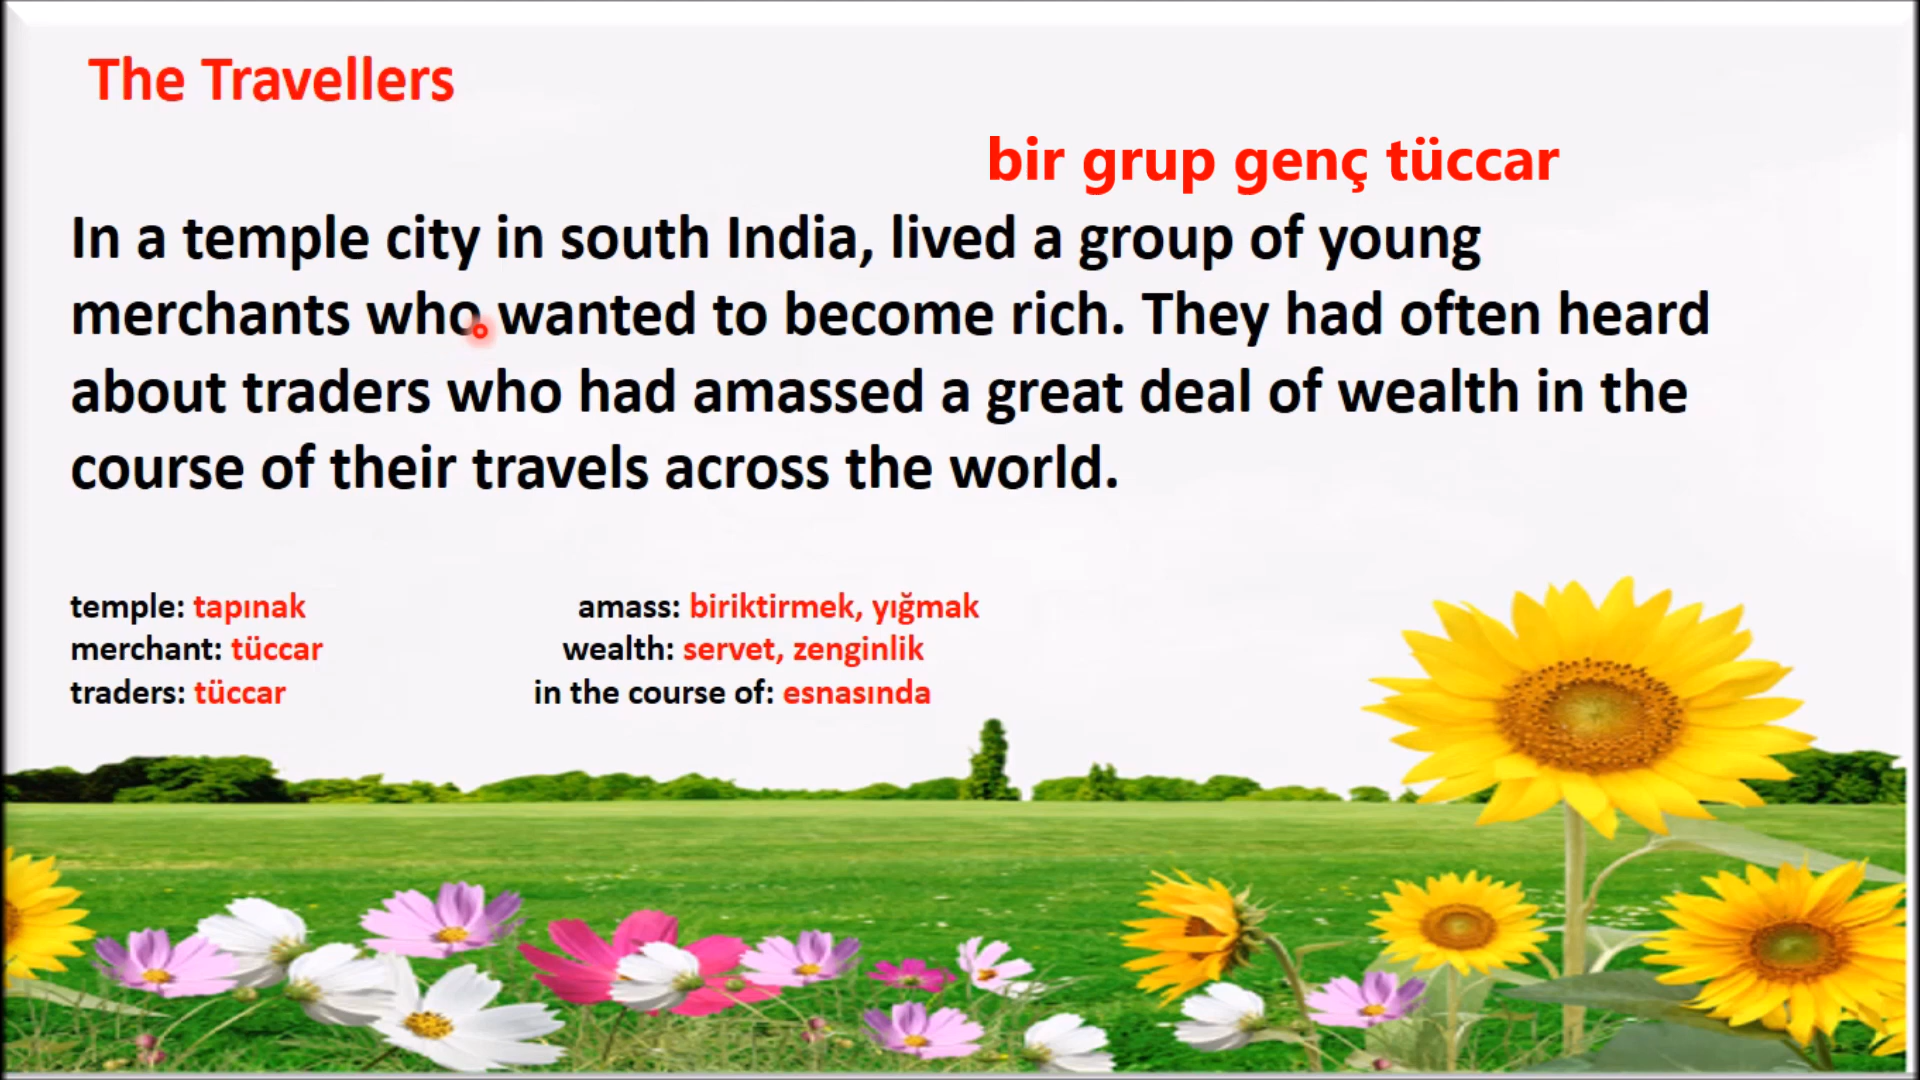 The Travellers
bir grup genç tüccar
In a temple city in south India, lived a group of young
merchants who wanted to become rich. They had often heard
about traders who had amassed a great deal of wealth in the
course of their travels across the world.
temple: tapınak
merchant: tüccar
traders: tüccar
amass: biriktirmek, yığmak
wealth: servet, zenginlik
in the course of: esnasında